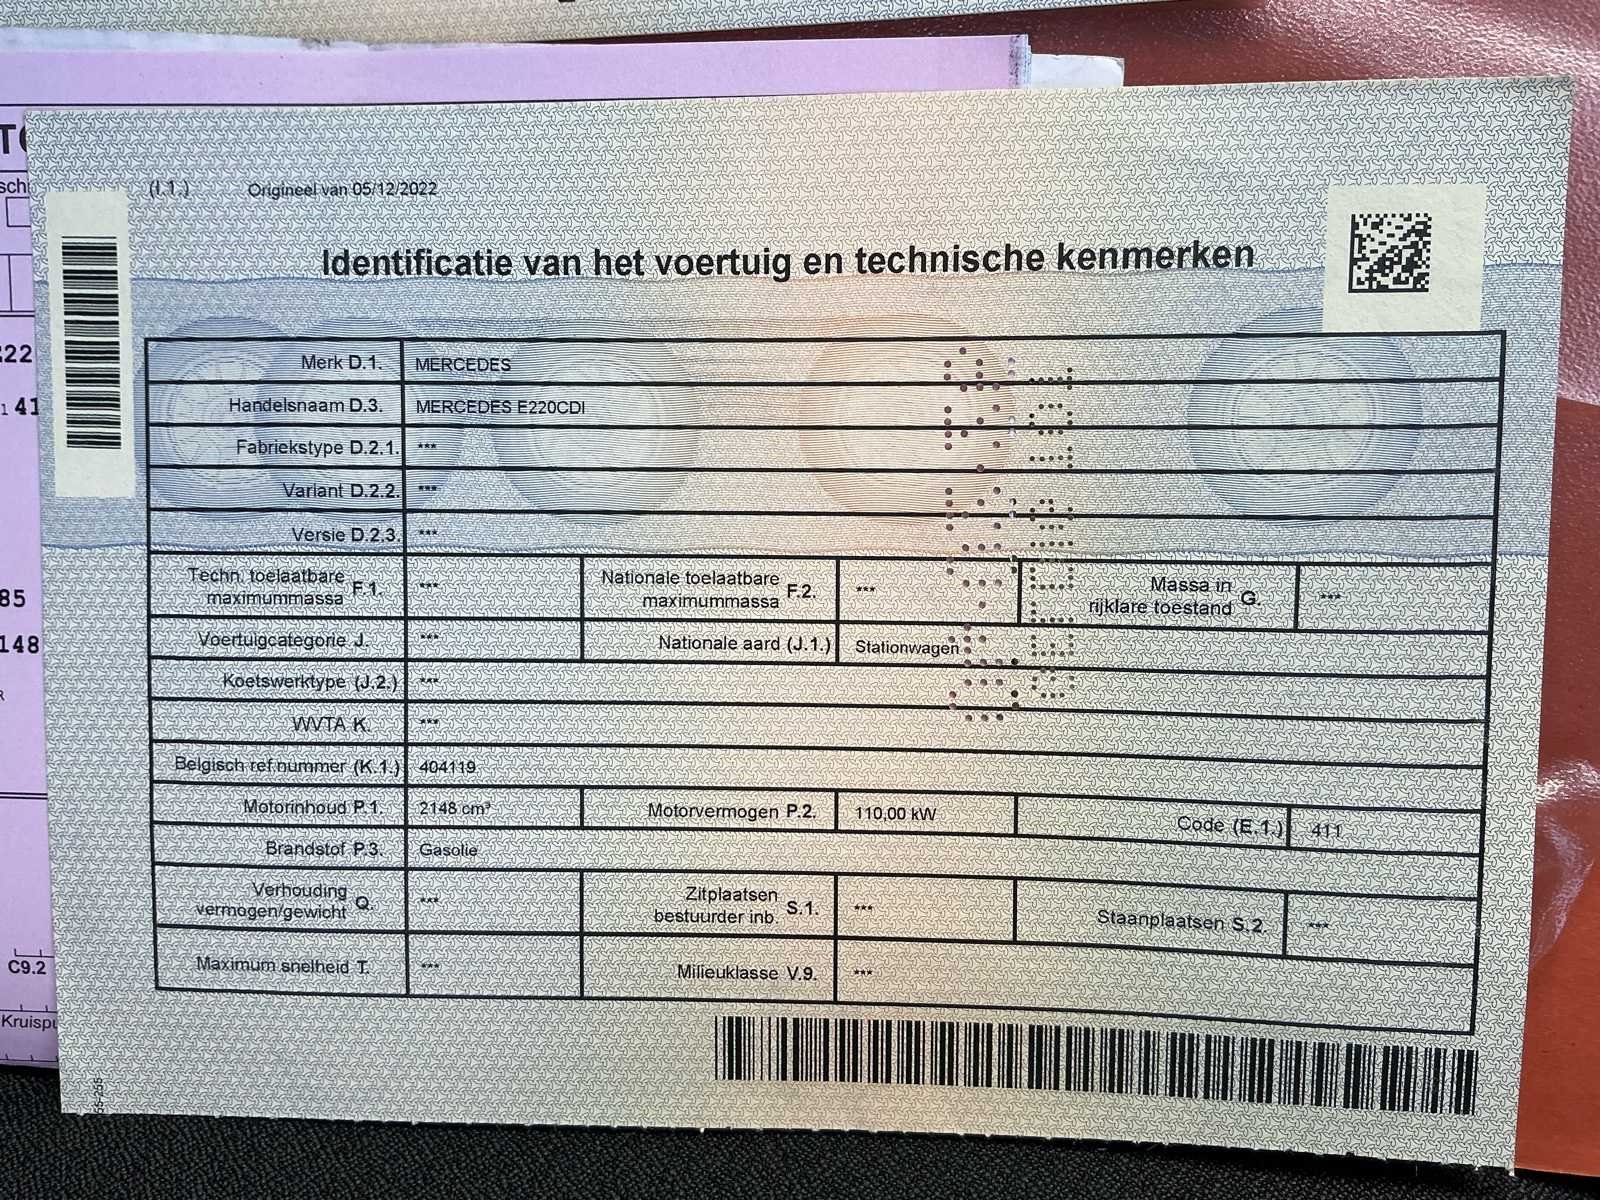 (I.1.) Origineel van 05/12/2022
Identificatie van het voertuig en technische kenmerken
Merk D.1. MERCEDES
Handelsnaam D.3. MERCEDES E220CDI
Fabriekstype D.2.1. ***
Variant D.2.2. ***
Versie D.2.3. ***
Techn. toelaatbare maximummassa F.1. *** Nationale toelaatbare maximummassa F.2. *** Massa in rijklare toestand G. ***
Voertuigcategorie J. *** Nationale aard (J.1.) Stationwagen
Koetswerktype (J.2.) ***
WVTA K. ***
Belgisch ref.nummer (K.1.) 404119
Motorinhoud P.1. 2148 cm³ Motorvermogen P.2. 110,00 kW Code (E.1.) 411
Brandstof P.3. Gasolie
Verhouding vermogen/gewicht Q. *** Zitplaatsen bestuurder inb. S.1. *** Staanplaatsen S.2. ***
Maximum snelheid T. *** Milieuklasse V.9. ***
22
41
85
148
C9.2